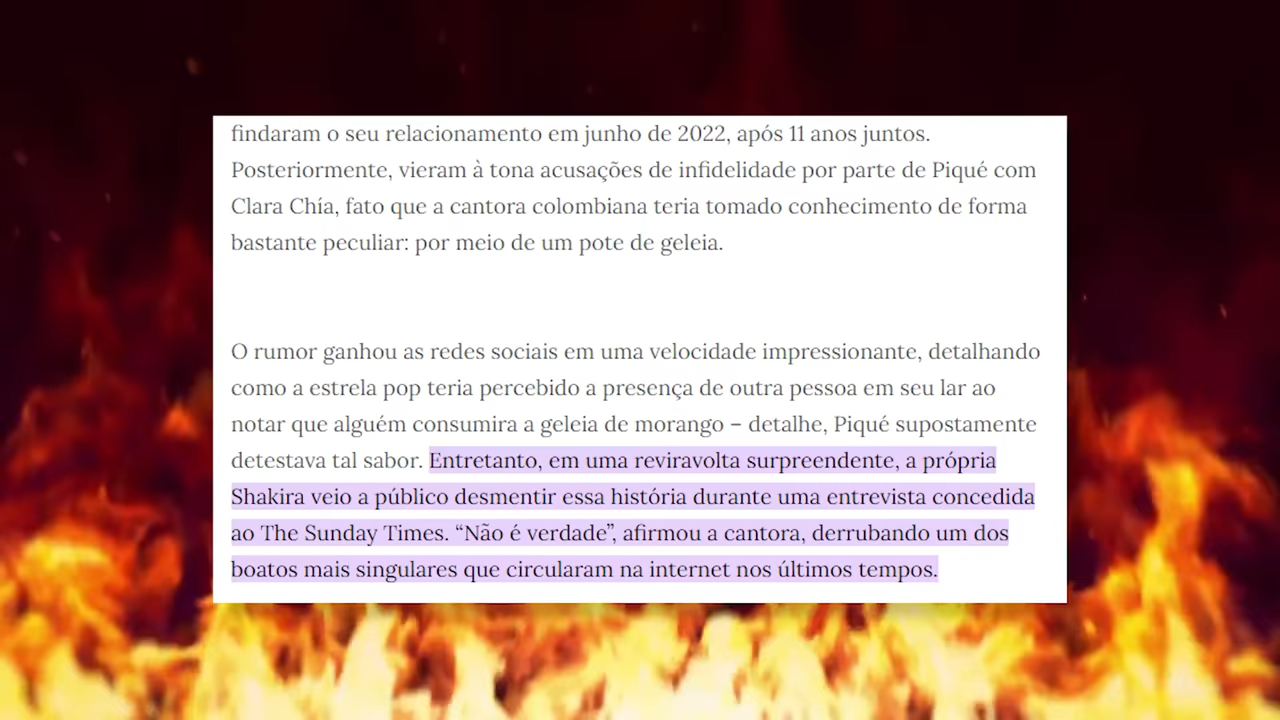 findaram o seu relacionamento em junho de 2022, após 11 anos juntos.
Posteriormente, vieram à tona acusações de infidelidade por parte de Piqué com
Clara Chía, fato que a cantora colombiana teria tomado conhecimento de forma
bastante peculiar: por meio de um pote de geleia.
O rumor ganhou as redes sociais em uma velocidade impressionante, detalhando
como a estrela pop teria percebido a presença de outra pessoa em seu lar ao
notar que alguém consumira a geleia de morango – detalhe, Piqué supostamente
detestava tal sabor. Entretanto, em uma reviravolta surpreendente, a própria
Shakira veio a público desmentir essa história durante uma entrevista concedida
ao The Sunday Times. “Não é verdade”, afirmou a cantora, derrubando um dos
boatos mais singulares que circularam na internet nos últimos tempos.